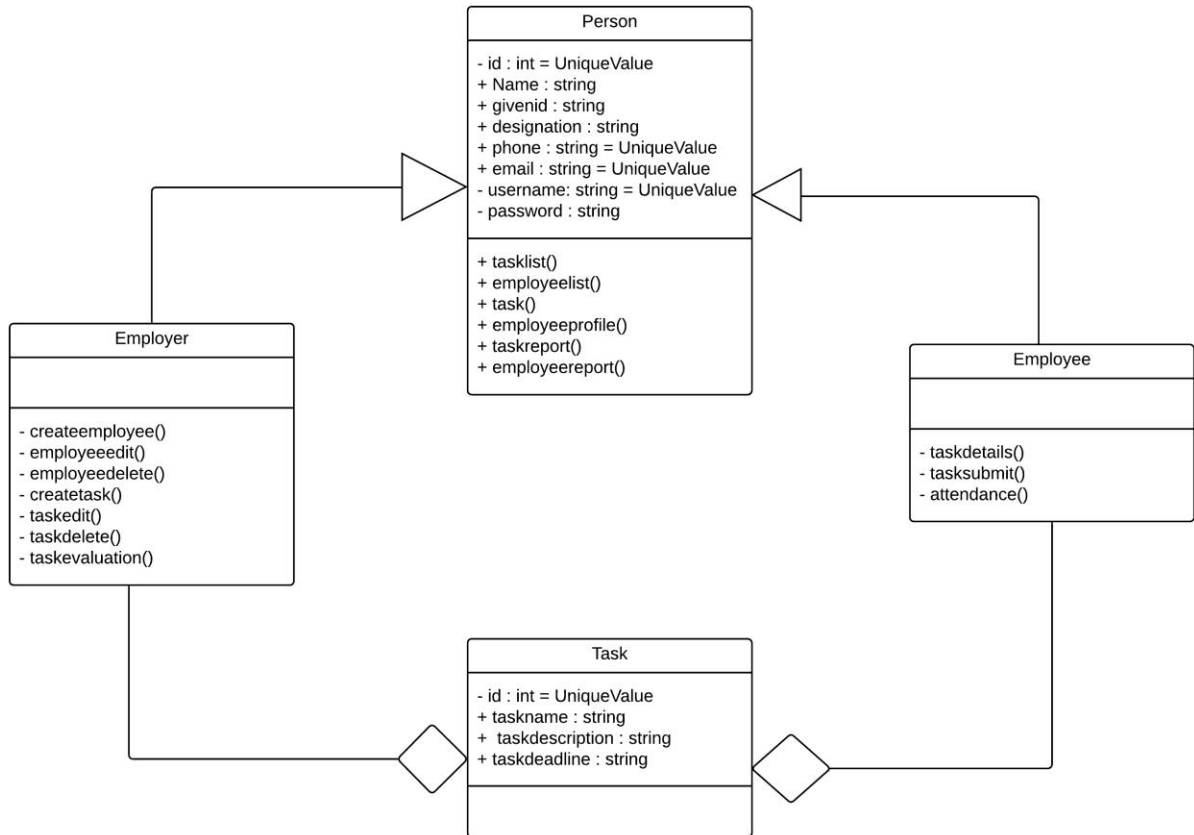 Person
- id : int = UniqueValue
+ Name : string
+ givenid : string
+ designation : string
+ phone : string = UniqueValue
+ email : string = UniqueValue
- username: string = UniqueValue
- password : string
+ tasklist()
+ employeelist()
+ task()
+ employeeprofile()
+ taskreport()
+ employeereport()
Employer
- createemployee()
- employeeedit()
- employeedelete()
- createtask()
- taskedit()
- taskdelete()
- taskevaluation()
Employee
- taskdetails()
- tasksubmit()
- attendance()
Task
- id : int = UniqueValue
+ taskname : string
+  taskdescription : string
+ taskdeadline : string